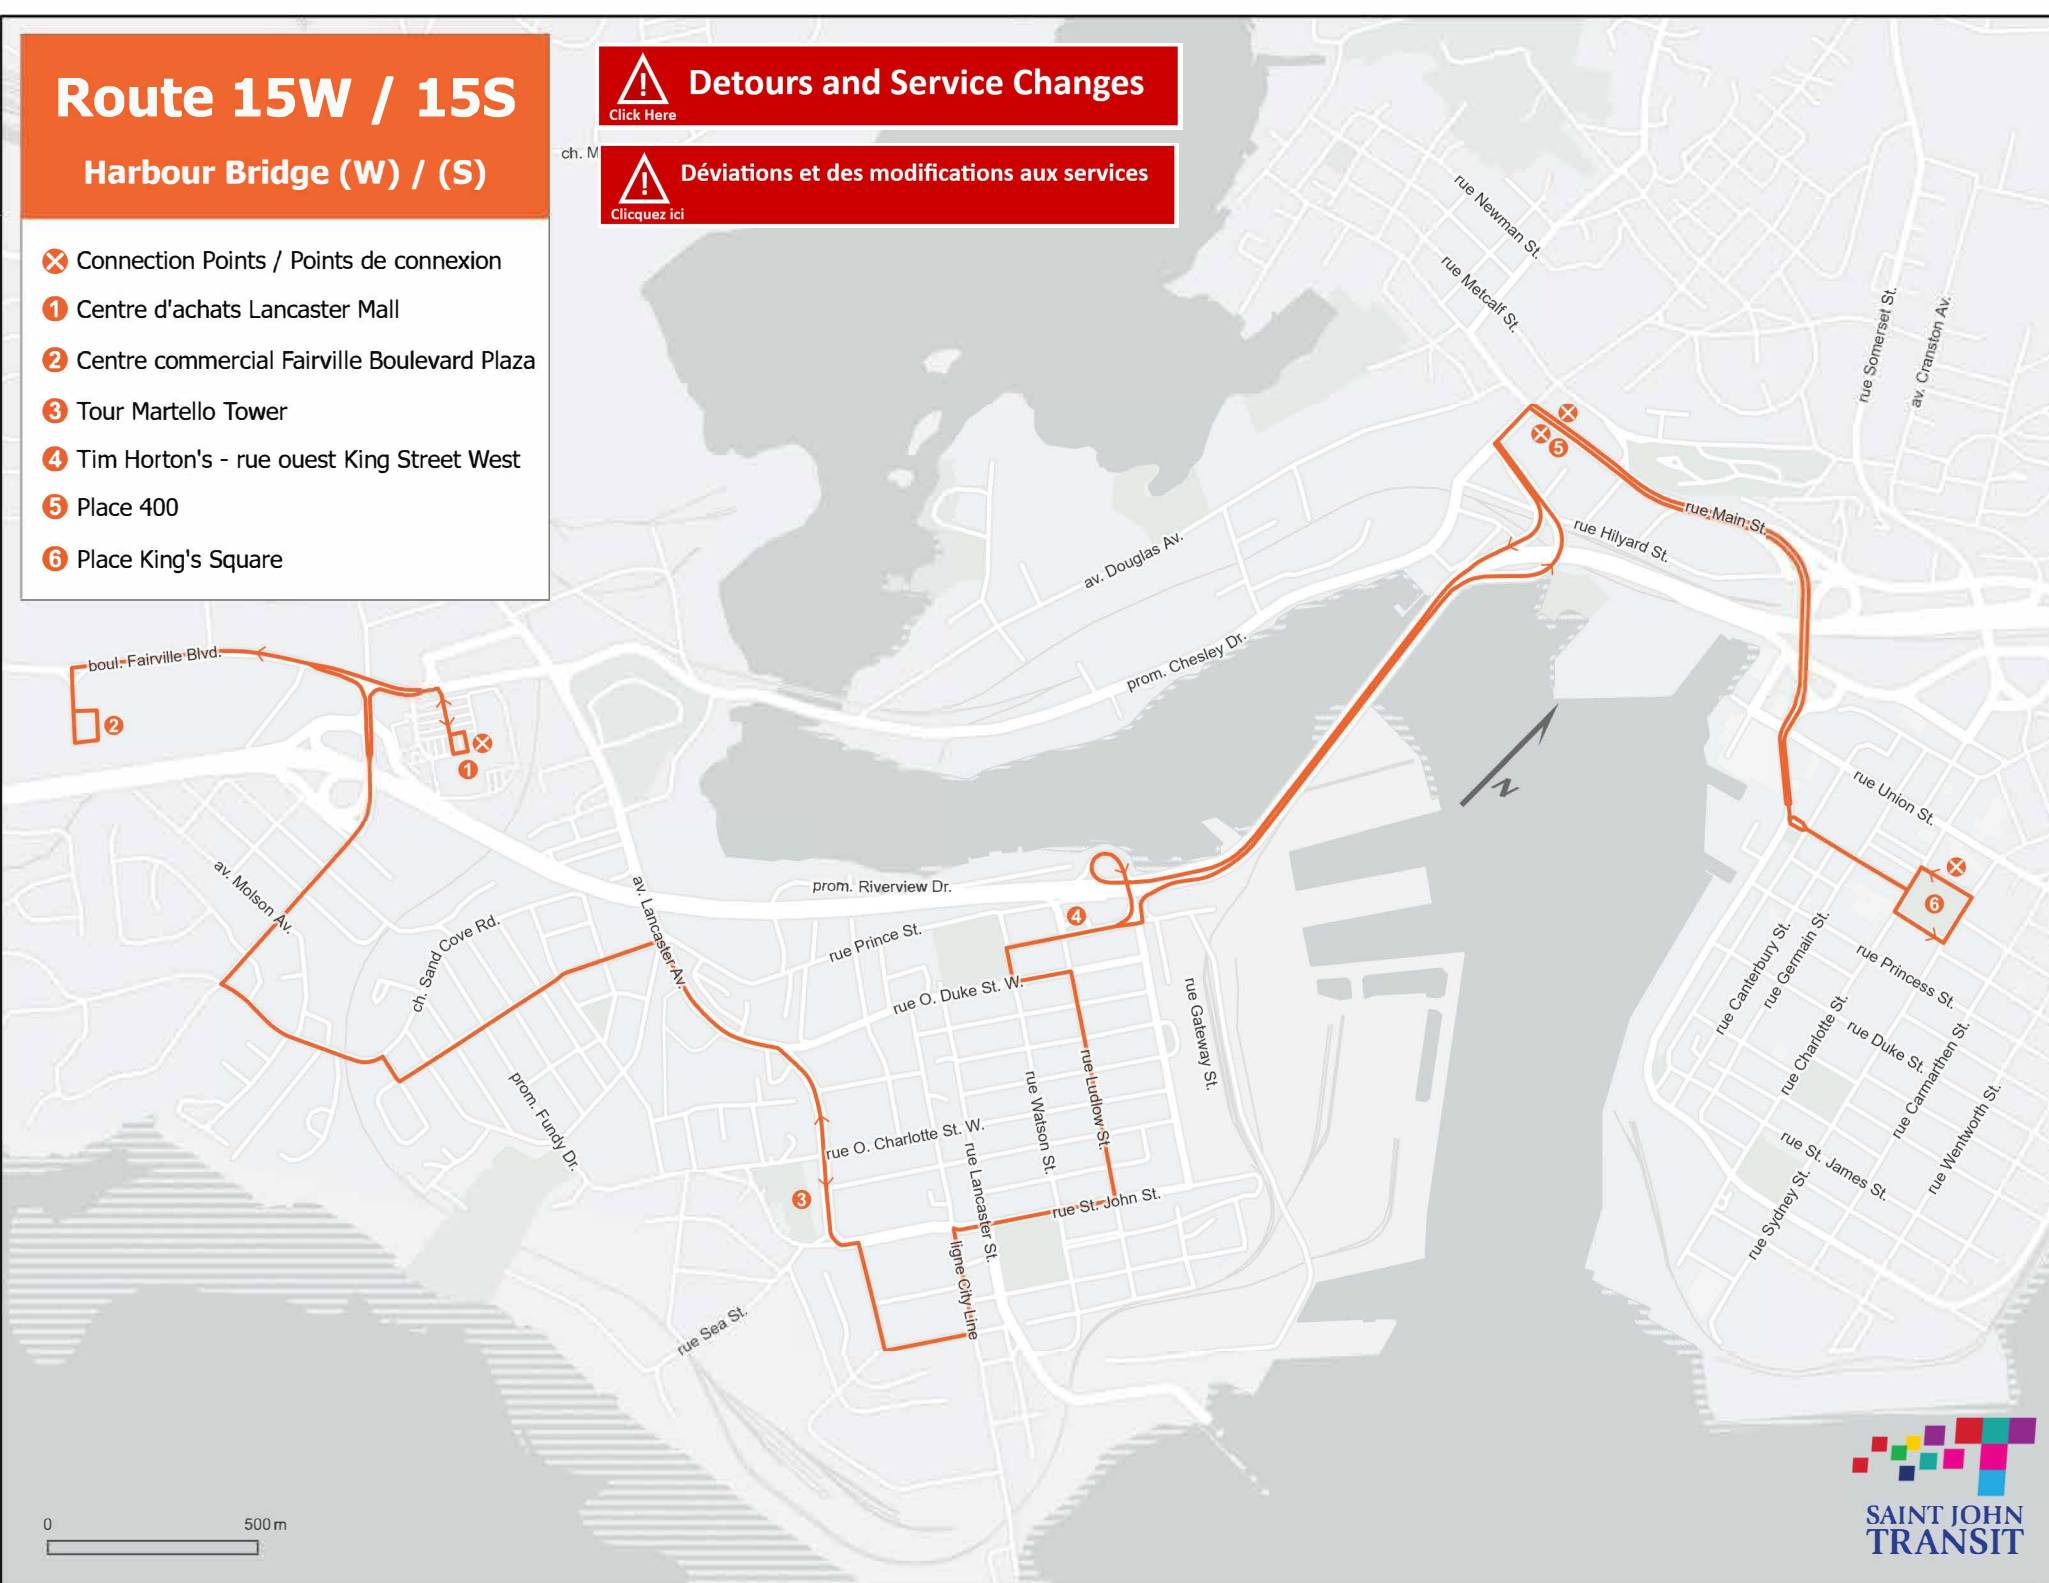 Route 15W / 15S
Harbour Bridge (W) / (S)
Connection Points / Points de connexion
1 Centre d'achats Lancaster Mall
2 Centre commercial Fairville Boulevard Plaza
3 Tour Martello Tower
4 Tim Horton's - rue ouest King Street West
5 Place 400
6 Place King's Square
! Detours and Service Changes
Click Here
ch. M
! Déviations et des modifications aux services
Clicquez ici
rue Newman St.
rue Metcalf St.
rue Somerset St.
av. Cranston Av.
5
rue Main St.
rue Hilyard St.
av. Douglas Av.
prom. Chesley Dr.
boul. Fairville Blvd.
2
1
N
rue Union St.
6
av. Molson Av.
ch. Sand Cove Rd.
av. Lancaster Av.
prom. Riverview Dr.
4
rue Prince St.
rue O. Duke St. W.
rue Gateway St.
rue Canterbury St.
rue Germain St.
rue Princess St.
rue Charlotte St.
rue Duke St.
rue Carmarthen St.
rue Wentworth St.
rue St. James St.
rue Sydney St.
prom. Fundy Dr.
rue Ludlow St.
rue Watson St.
rue O. Charlotte St. W.
rue Lancaster St.
3
rue St. John St.
ligne City Line
rue Sea St.
0 500 m
SAINT JOHN
TRANSIT